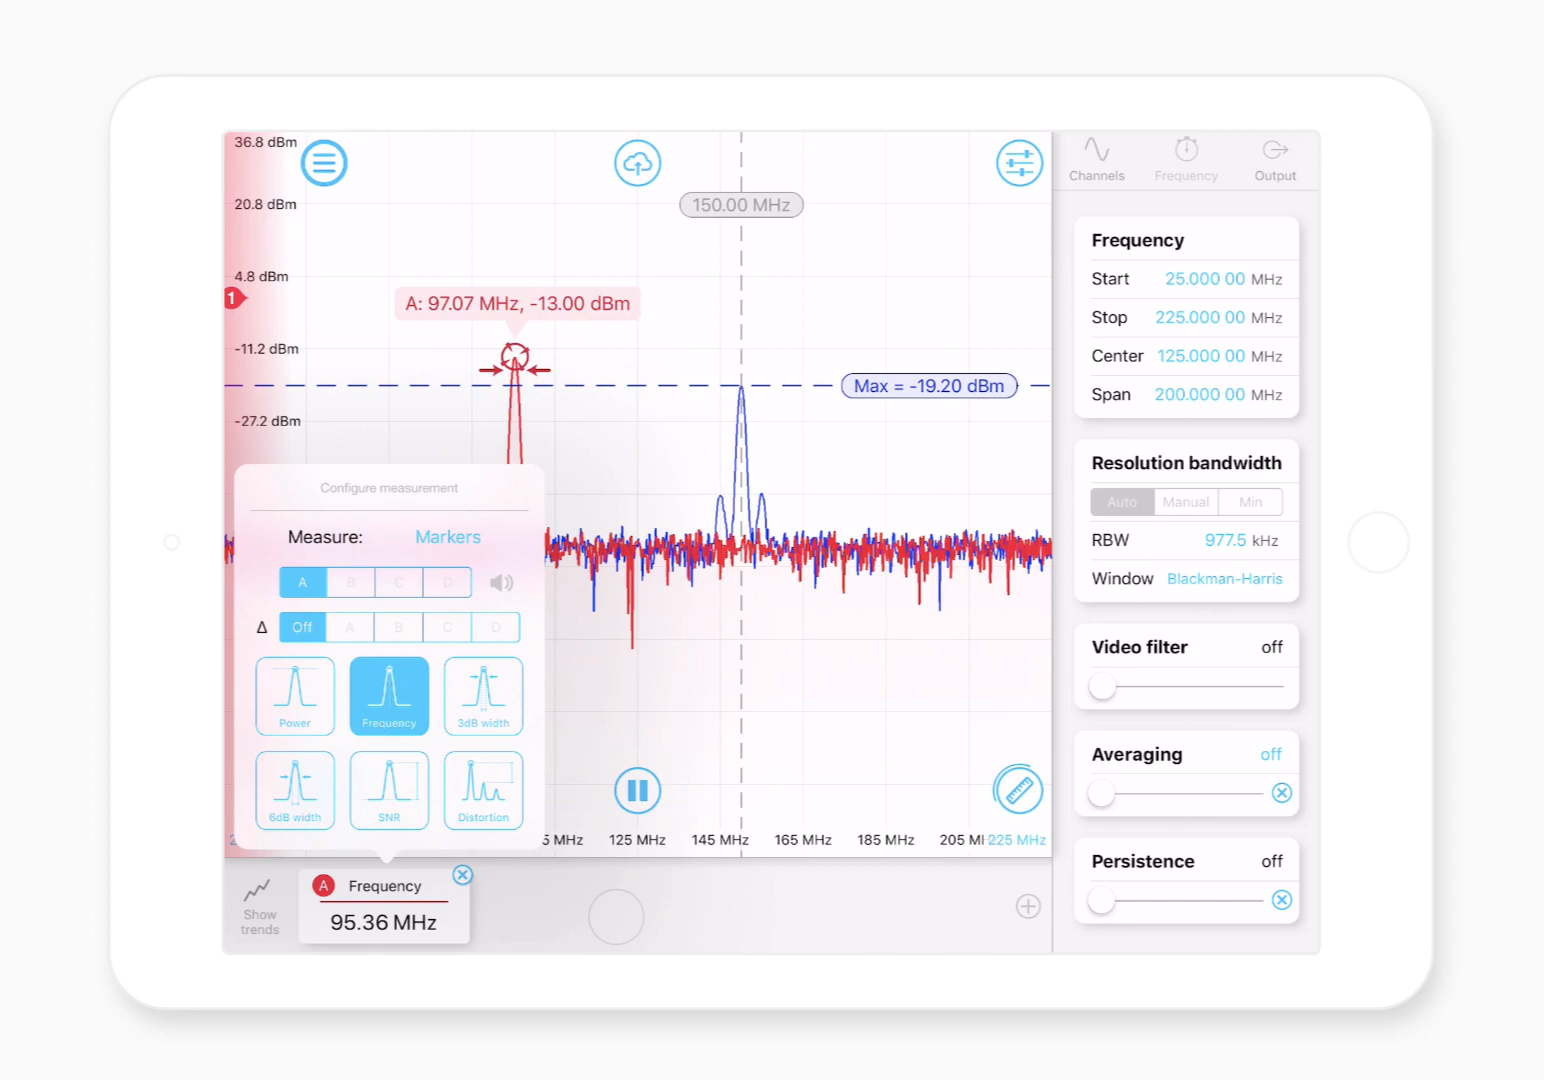 36.8 dBm
20.8 dBm
4.8 dBm
1
-11.2 dBm
-27.2 dBm
150.00 MHz
A: 97.07 MHz, -13.00 dBm
Max = -19.20 dBm
Configure measurement
Measure: Markers
A B C D
Δ Off A B C D
Power Frequency 3dB width
6dB width SNR Distortion
5 MHz 125 MHz 145 MHz 165 MHz 185 MHz 205 MH 225 MHz
Show
trends
A Frequency
95.36 MHz
Channels Frequency Output
Frequency
Start 25.000 00 MHz
Stop 225.000 00 MHz
Center 125.000 00 MHz
Span 200.000 00 MHz
Resolution bandwidth
Auto Manual Min
RBW 977.5 kHz
Window Blackman-Harris
Video filter off
Averaging off
Persistence off